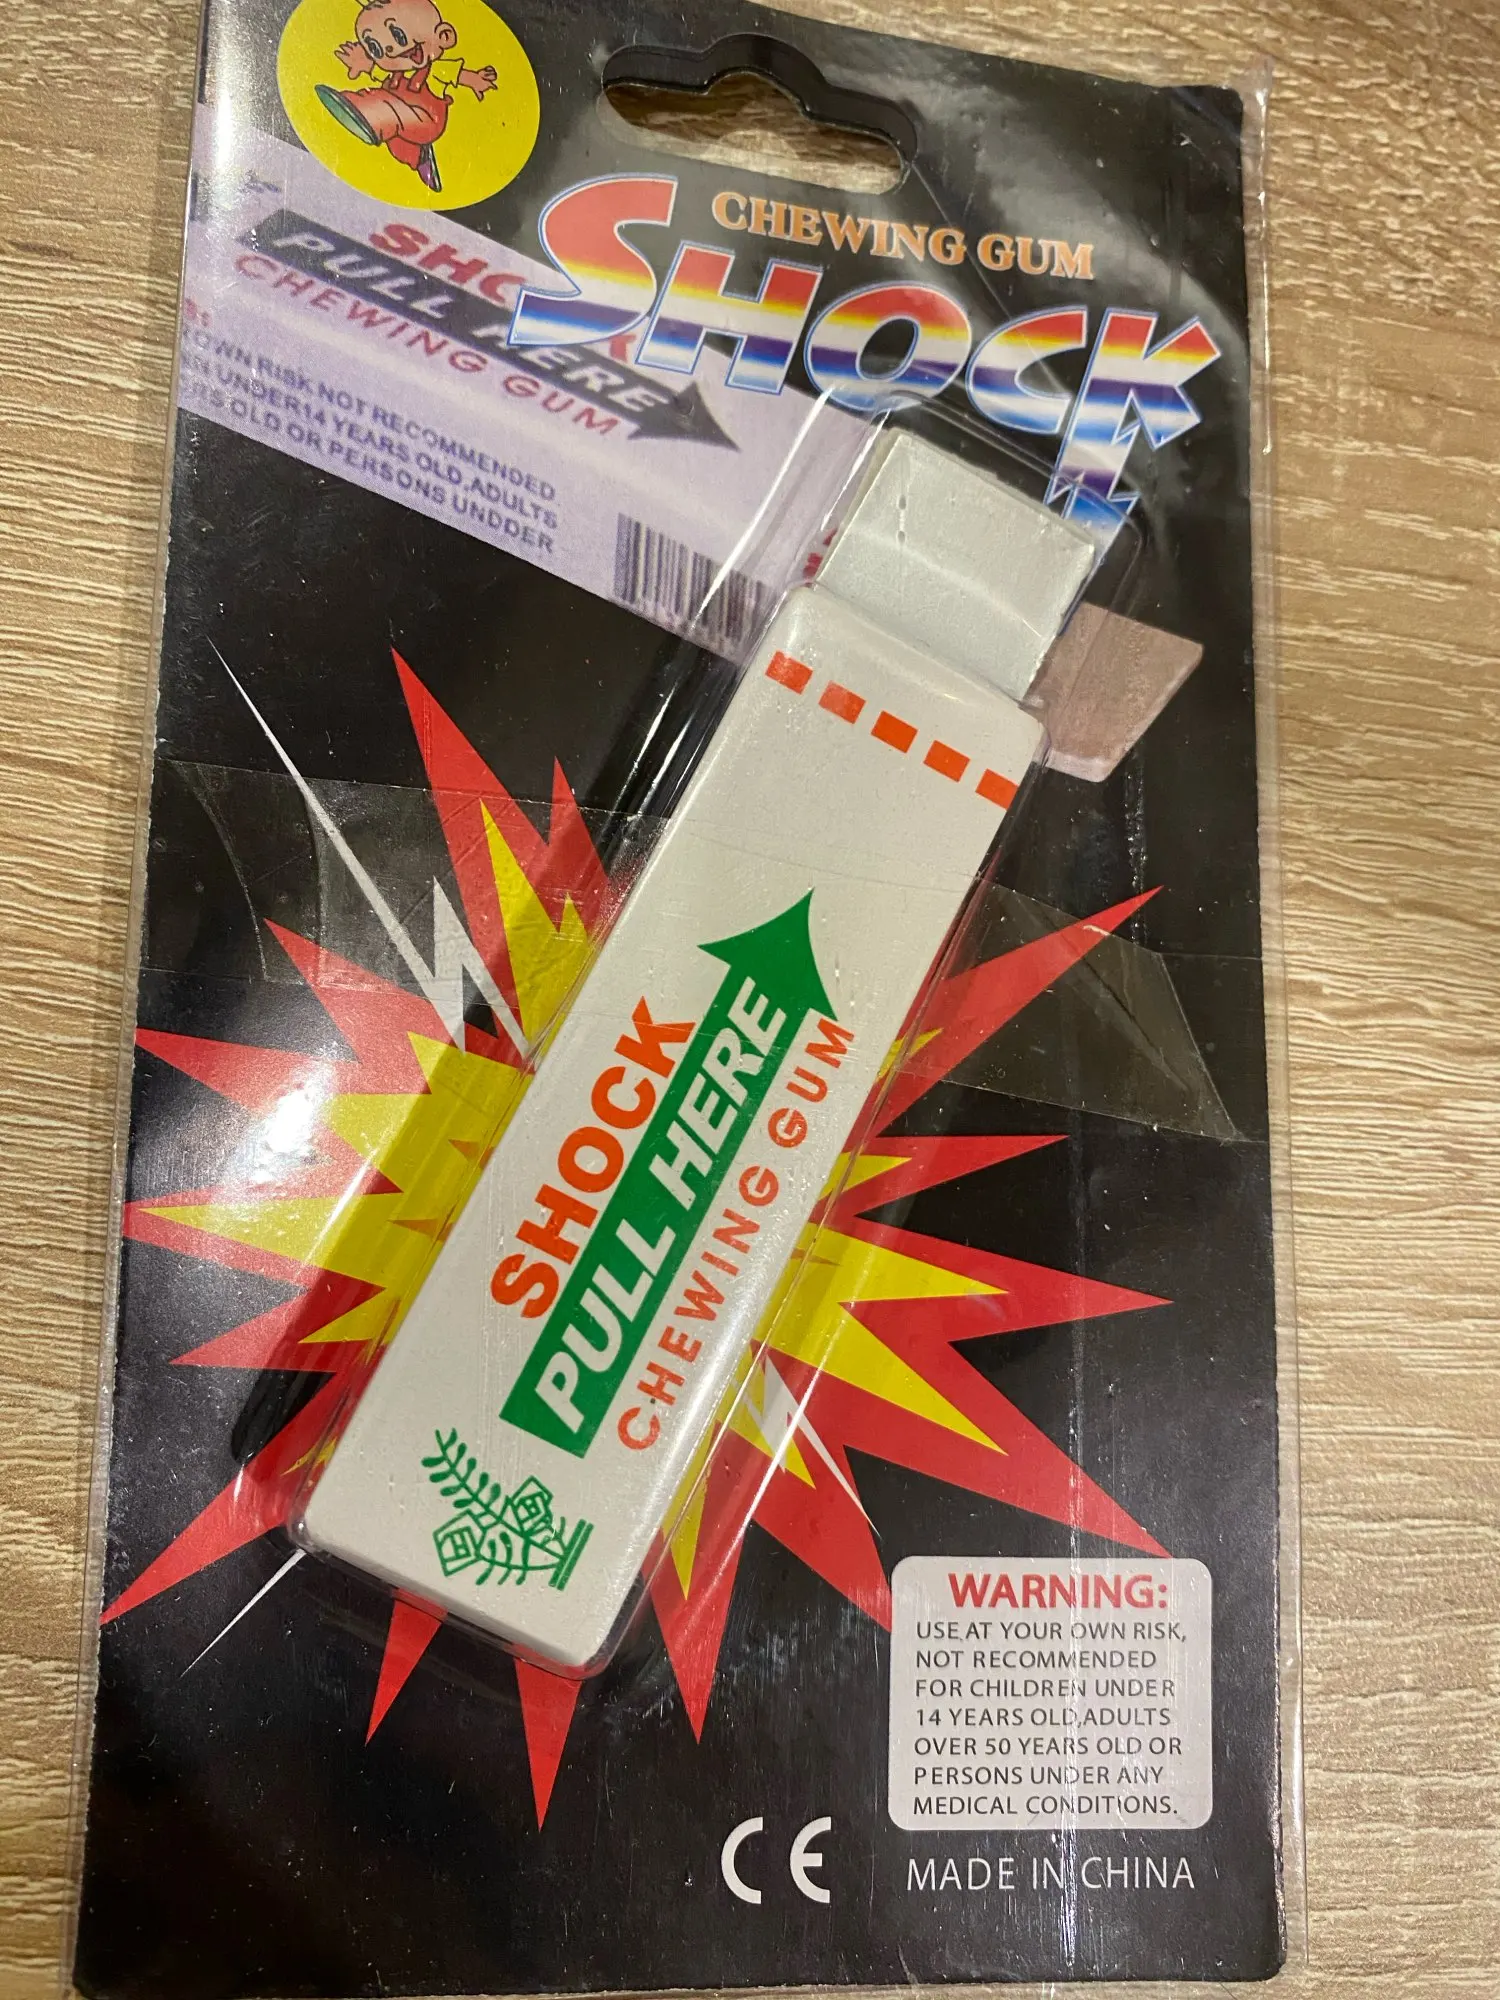 CHEWING GUM
SHOCK
SHOCK
PULL HERE
CHEWING GUM
OWN RISK NOT RECOMMENDED
UNDER14 YEARS OLD,ADULTS
OLD OR PERSONS UNDDER
SHOCK
PULL HERE
CHEWING GUM
WARNING:
USE AT YOUR OWN RISK,
NOT RECOMMENDED
FOR CHILDREN UNDER
14 YEARS OLD,ADULTS
OVER 50 YEARS OLD OR
PERSONS UNDER ANY
MEDICAL CONDITIONS.
CE
MADE IN CHINA